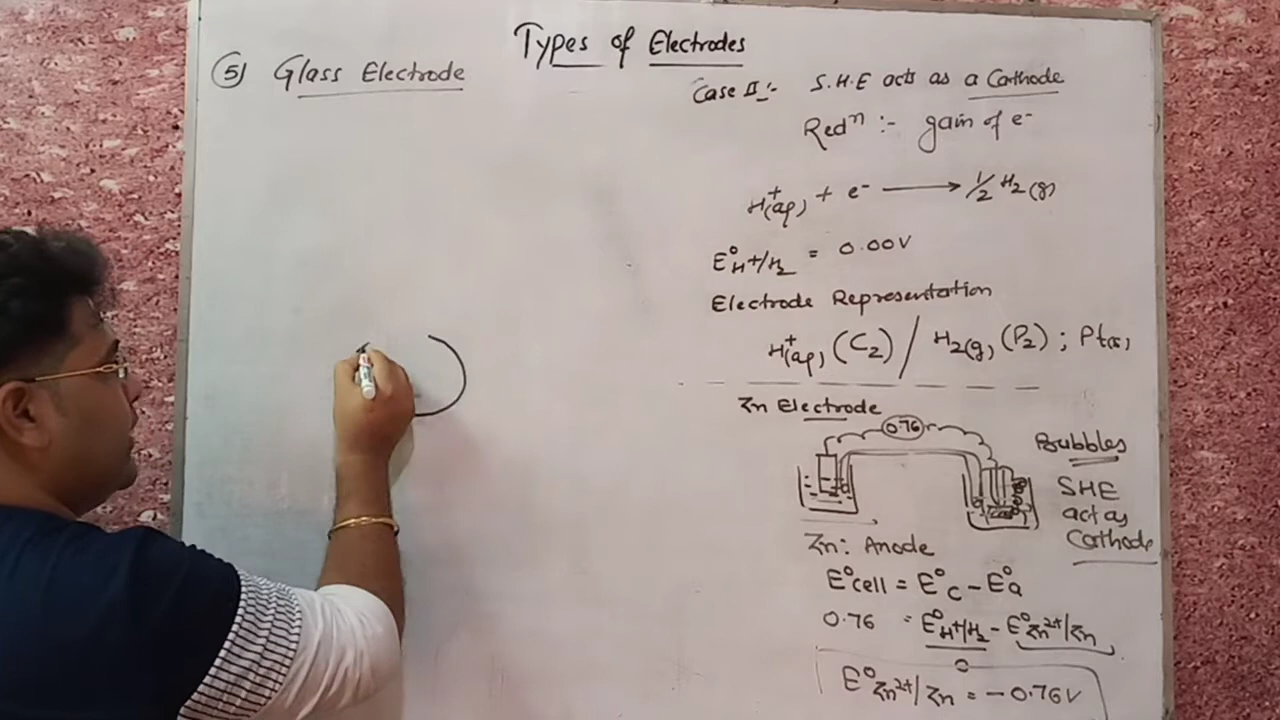 Types of Electrodes
5) Glass Electrode
Case II :- S.H.E acts as a Cathode
Redⁿ :- gain of e⁻
H⁺(aq) + e⁻ ⟶ 1/2 H₂(g)
E°H⁺/H₂ = 0.00V
Electrode Representation
H⁺(aq) (C₂) / H₂(g) (P₂) ; Pt(s)
Zn Electrode
0.76
Bubbles
SHE
act as
Cathode
Zn: Anode
E°cell = E°c - E°a
0.76 = E°H⁺/H₂ - E°Zn²⁺/Zn
0
E°Zn²⁺/Zn = -0.76V